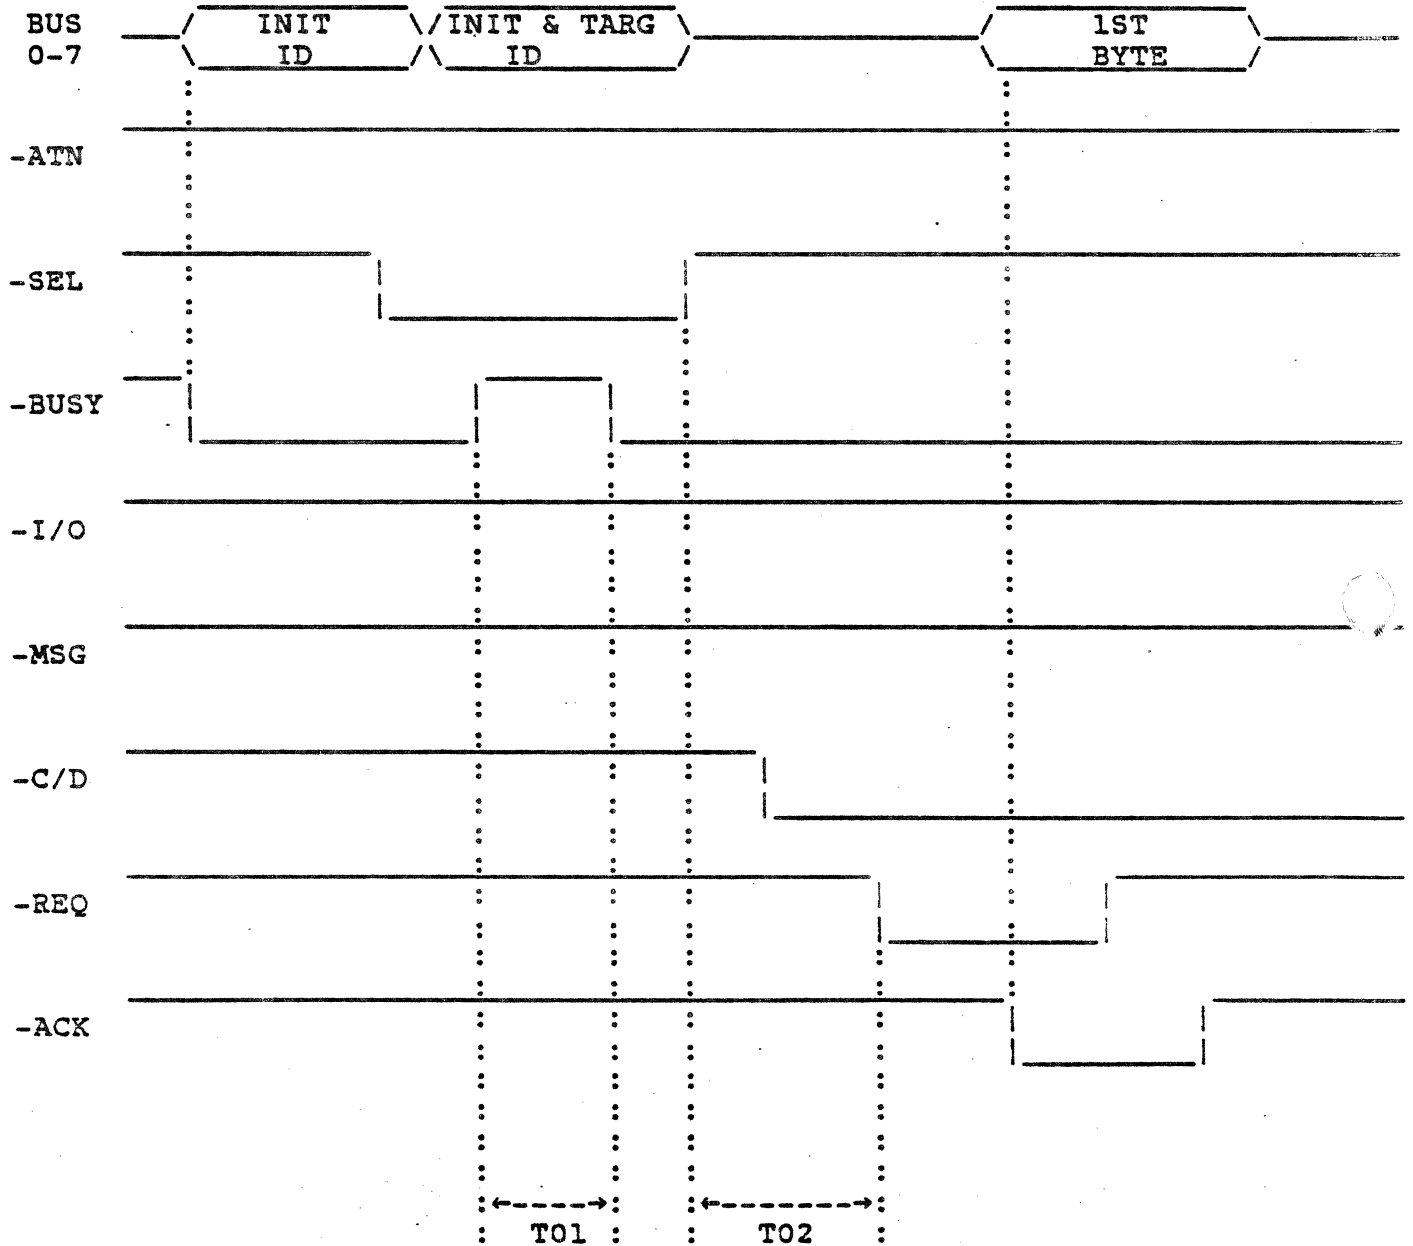 BUS 0-7
INIT ID
INIT & TARG ID
1ST BYTE
-ATN
-SEL
-BUSY
-I/O
-MSG
-C/D
-REQ
-ACK
T01
T02